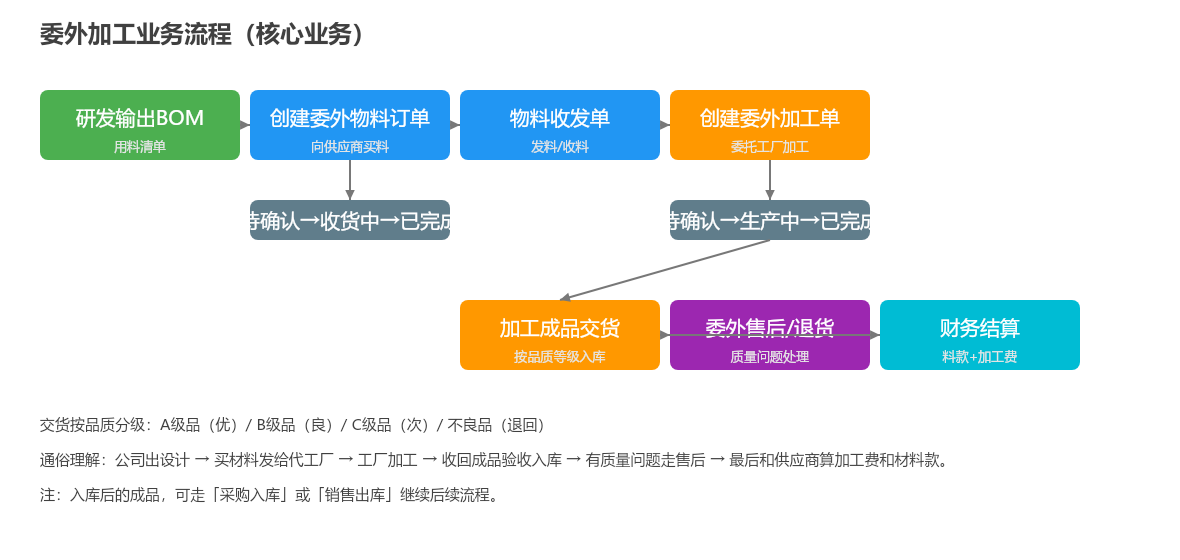 委外加工业务流程（核心业务）
研发输出BOM
用料清单
创建委外物料订单
向供应商买料
物料收发单
发料/收料
创建委外加工单
委托工厂加工
待确认→收货中→已完成
待确认→生产中→已完成
加工成品交货
按品质等级入库
委外售后/退货
质量问题处理
财务结算
料款+加工费
交货按品质分级：A级品（优）/ B级品（良）/ C级品（次）/ 不良品（退回）
通俗理解：公司出设计 → 买材料发给代工厂 → 工厂加工 → 收回成品验收入库 → 有质量问题走售后 → 最后和供应商算加工费和材料款。
注：入库后的成品，可走「采购入库」或「销售出库」继续后续流程。